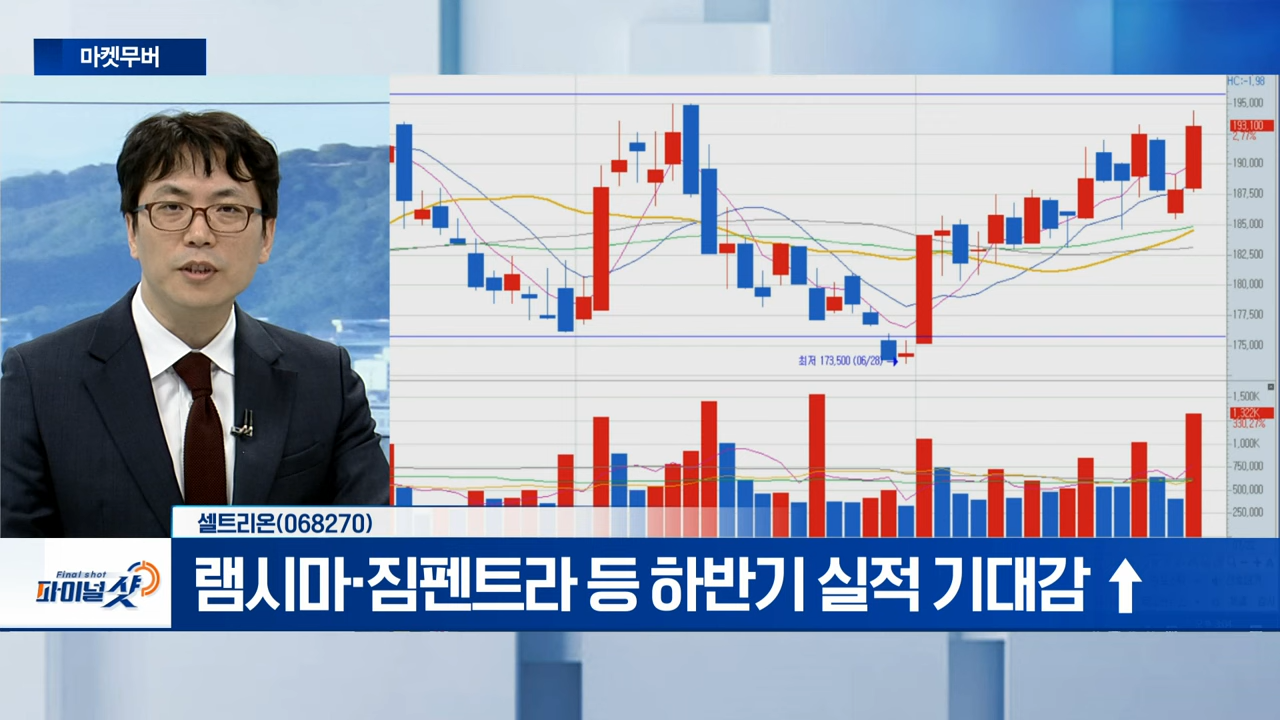 마켓무버
HC:-1,98
195,000
193,100
2,77%
190,000
187,500
185,000
182,500
180,000
177,500
175,000
최저 173,500 (06/28)
1,500K
1,322K
330,27%
1,000K
750,000
500,000
250,000
셀트리온(068270)
Final shot
파이널샷
램시마·짐펜트라 등 하반기 실적 기대감 ↑